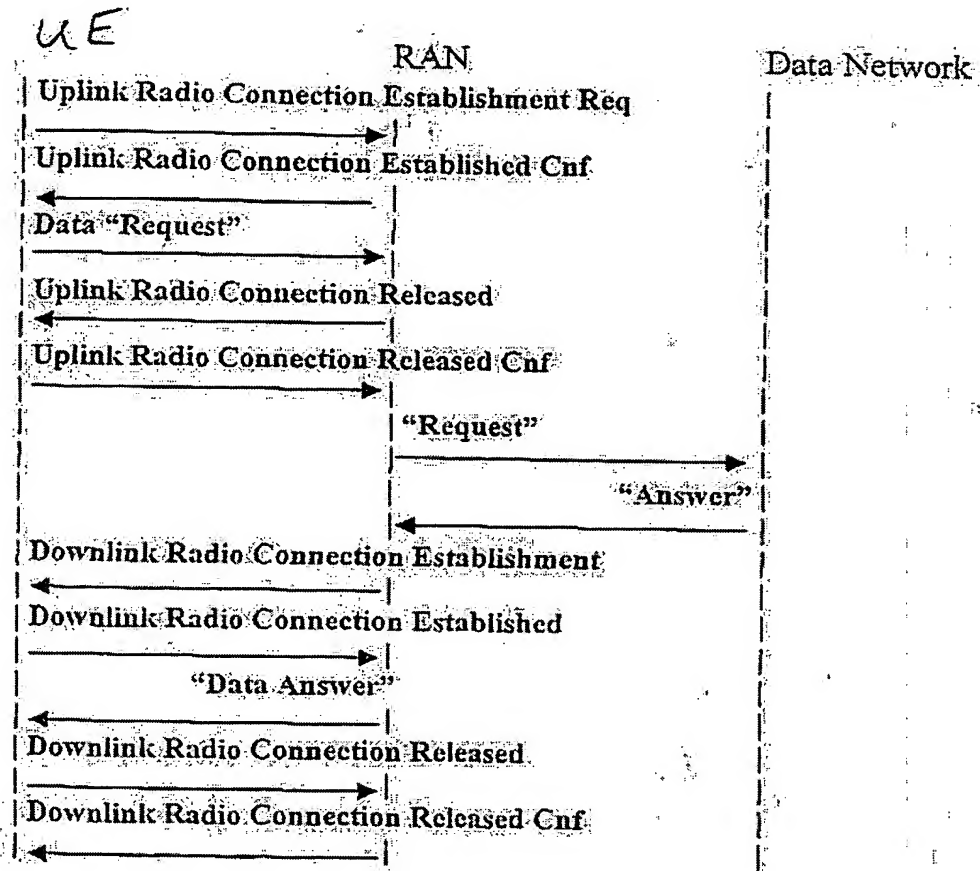 UE
RAN
Data Network
Uplink Radio Connection Establishment Req
Uplink Radio Connection Established Cnf
Data “Request”
Uplink Radio Connection Released
Uplink Radio Connection Released Cnf
“Request”
“Answer”
Downlink Radio Connection Establishment
Downlink Radio Connection Established
“Data Answer”
Downlink Radio Connection Released
Downlink Radio Connection Released Cnf